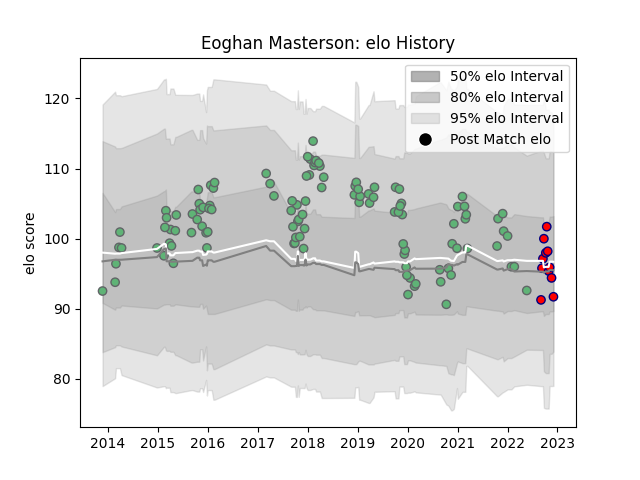 Eoghan Masterson: elo History
50% elo Interval
80% elo Interval
95% elo Interval
Post Match elo
elo score
120
110
100
90
80
2014 2015 2016 2017 2018 2019 2020 2021 2022 2023